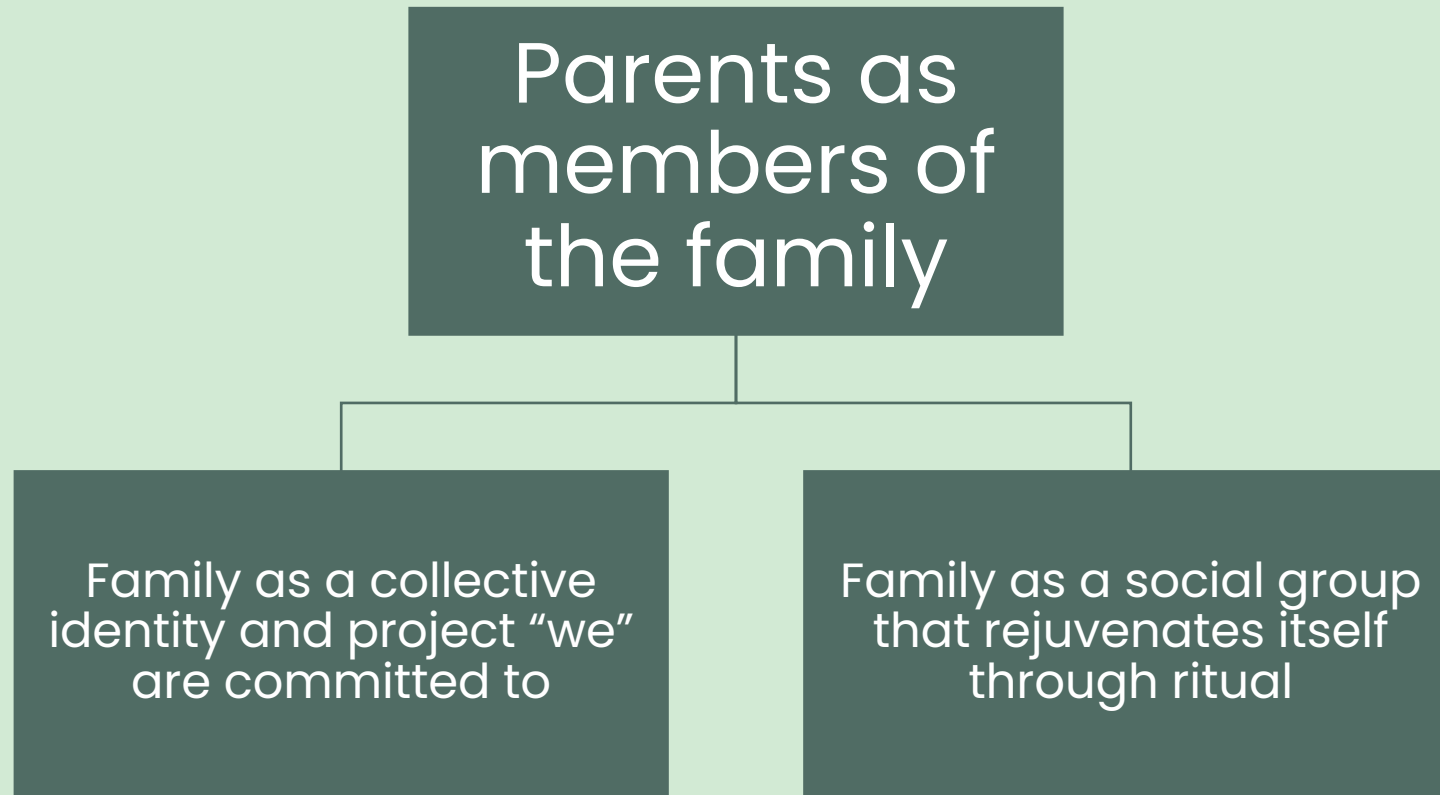 Parents as
members of
the family
Family as a collective
identity and project “we”
are committed to
Family as a social group
that rejuvenates itself
through ritual